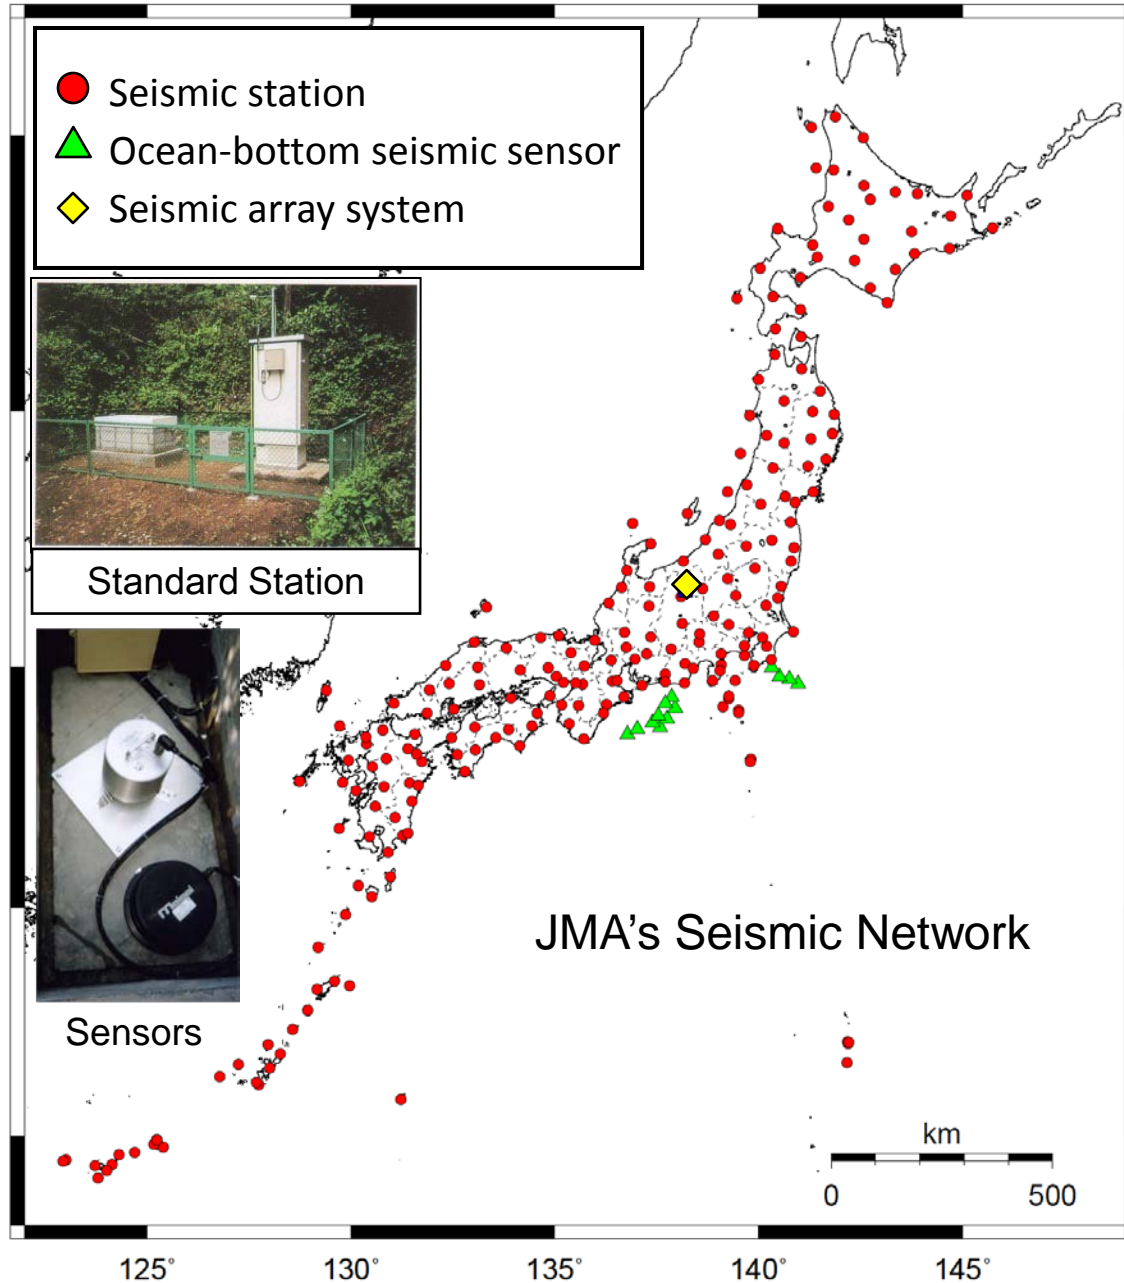 Seismic station
Ocean-bottom seismic sensor
Seismic array system
Standard Station
Sensors
JMA's Seismic Network
km
0 500
125° 130° 135° 140° 145°